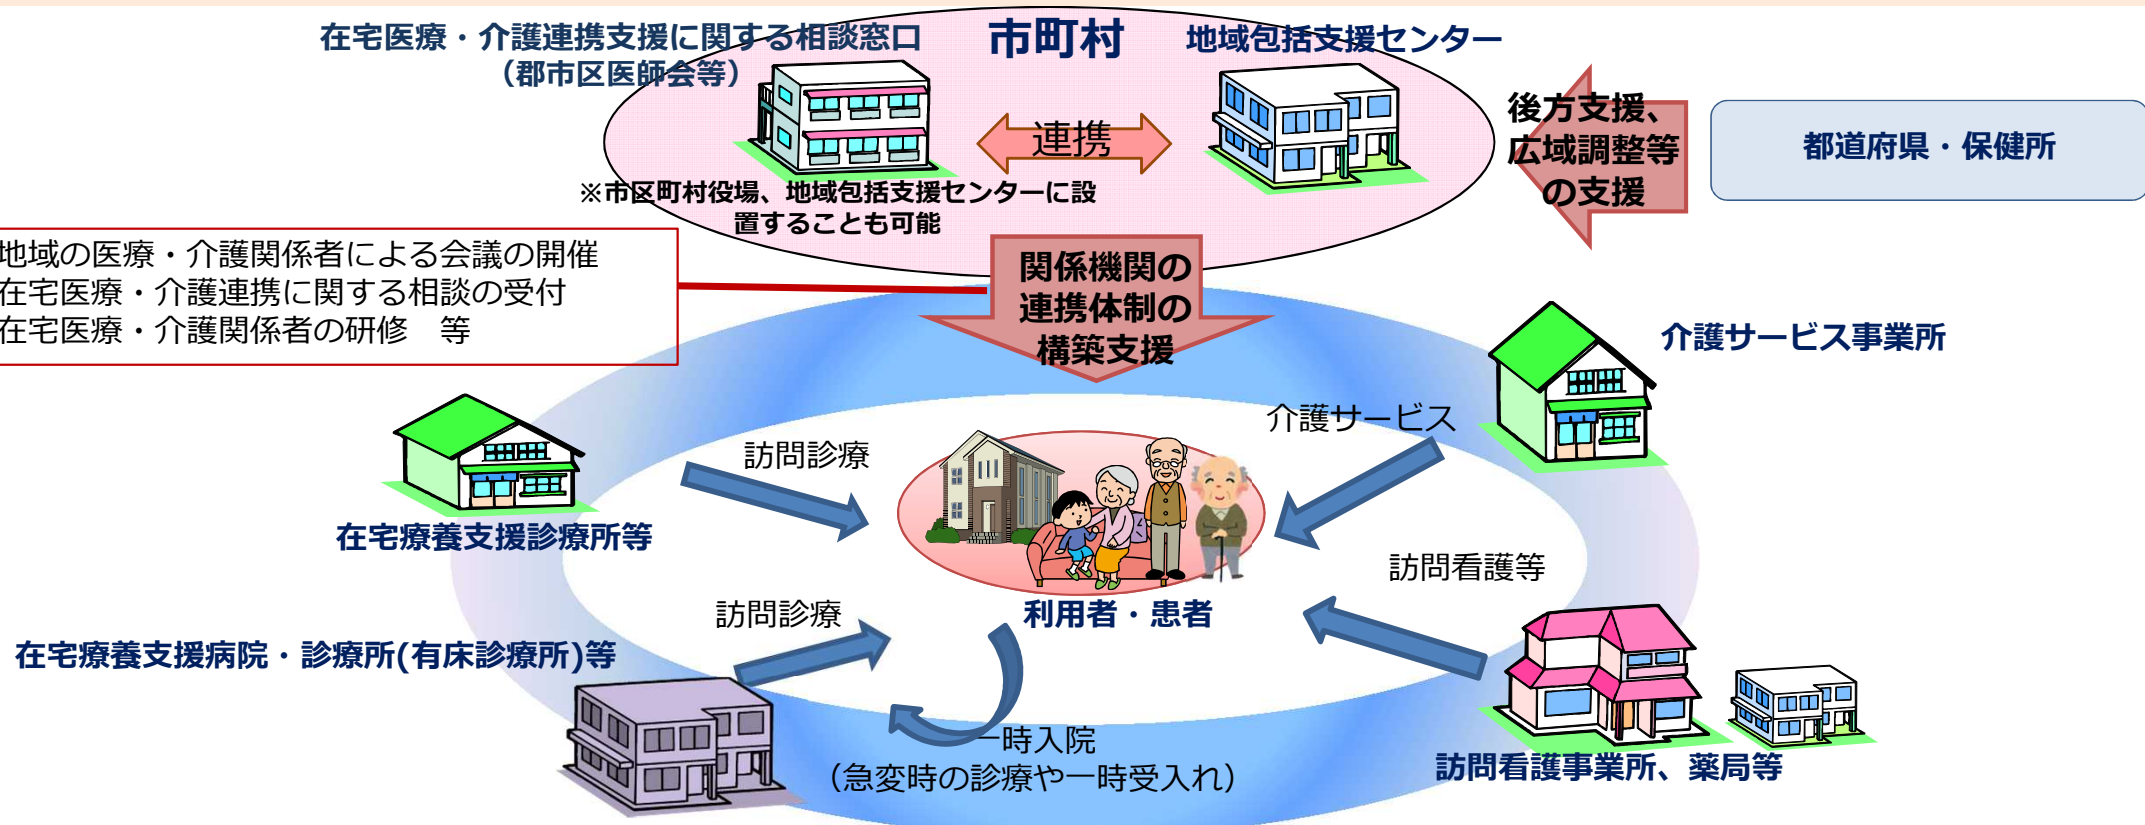 在宅医療・介護連携支援に関する相談窓口
（郡市区医師会等）
市町村
地域包括支援センター
連携
※市区町村役場、地域包括支援センターに設
置することも可能
後方支援、
広域調整等
の支援
都道府県・保健所
地域の医療・介護関係者による会議の開催
在宅医療・介護連携に関する相談の受付
在宅医療・介護関係者の研修　等
関係機関の
連携体制の
構築支援
介護サービス事業所
介護サービス
訪問診療
在宅療養支援診療所等
訪問看護等
利用者・患者
訪問診療
在宅療養支援病院・診療所(有床診療所)等
一時入院
（急変時の診療や一時受入れ）
訪問看護事業所、薬局等